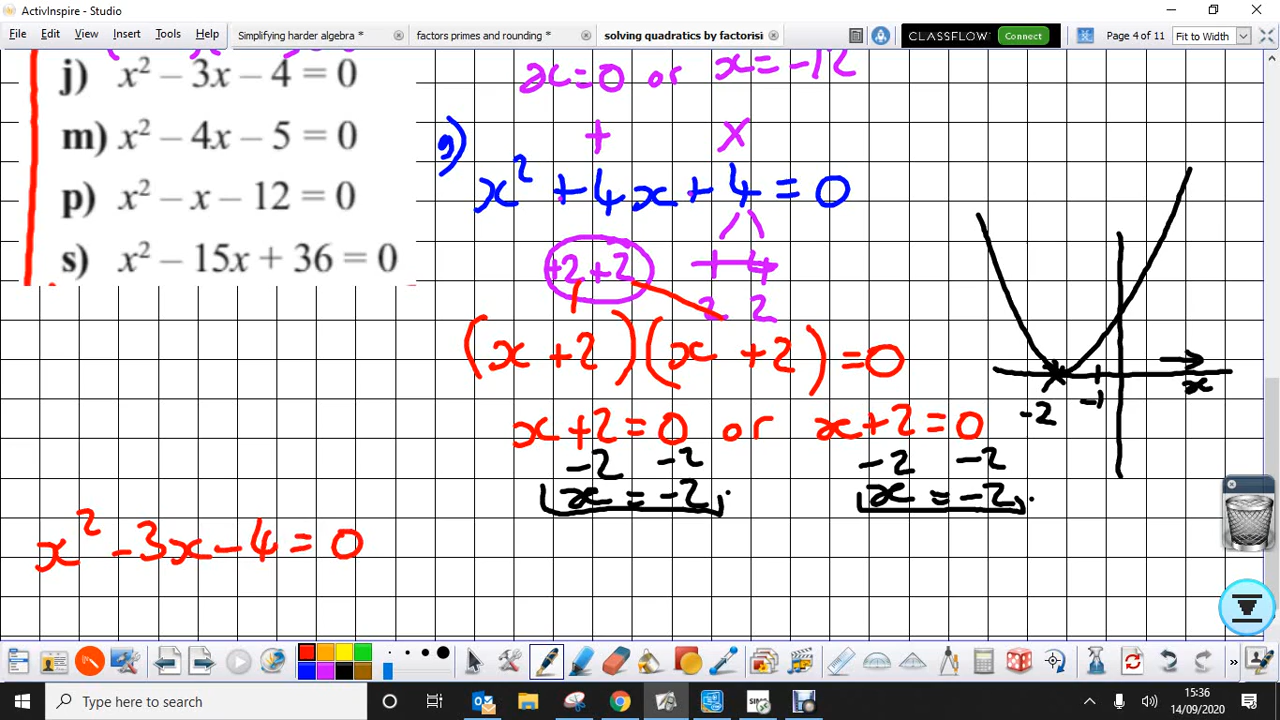 ActivInspire - Studio
File Edit View Insert Tools Help
Simplifying harder algebra *
factors primes and rounding *
solving quadratics by factorisi
CLASSFLOW Connect
Page 4 of 11
Fit to Width
j) x² − 3x − 4 = 0
m) x² − 4x − 5 = 0
p) x² − x − 12 = 0
s) x² − 15x + 36 = 0
x=0 or x=-12
g) + ×
x² + 4x + 4 = 0
+2 +2 1 4
2 2
(x +2)(x +2) = 0
x+2=0 or x+2=0
-2 -2 -2 -2
x = -2, x = -2,
-2 -1 x
x² - 3x - 4 = 0
Type here to search
15:36
14/09/2020